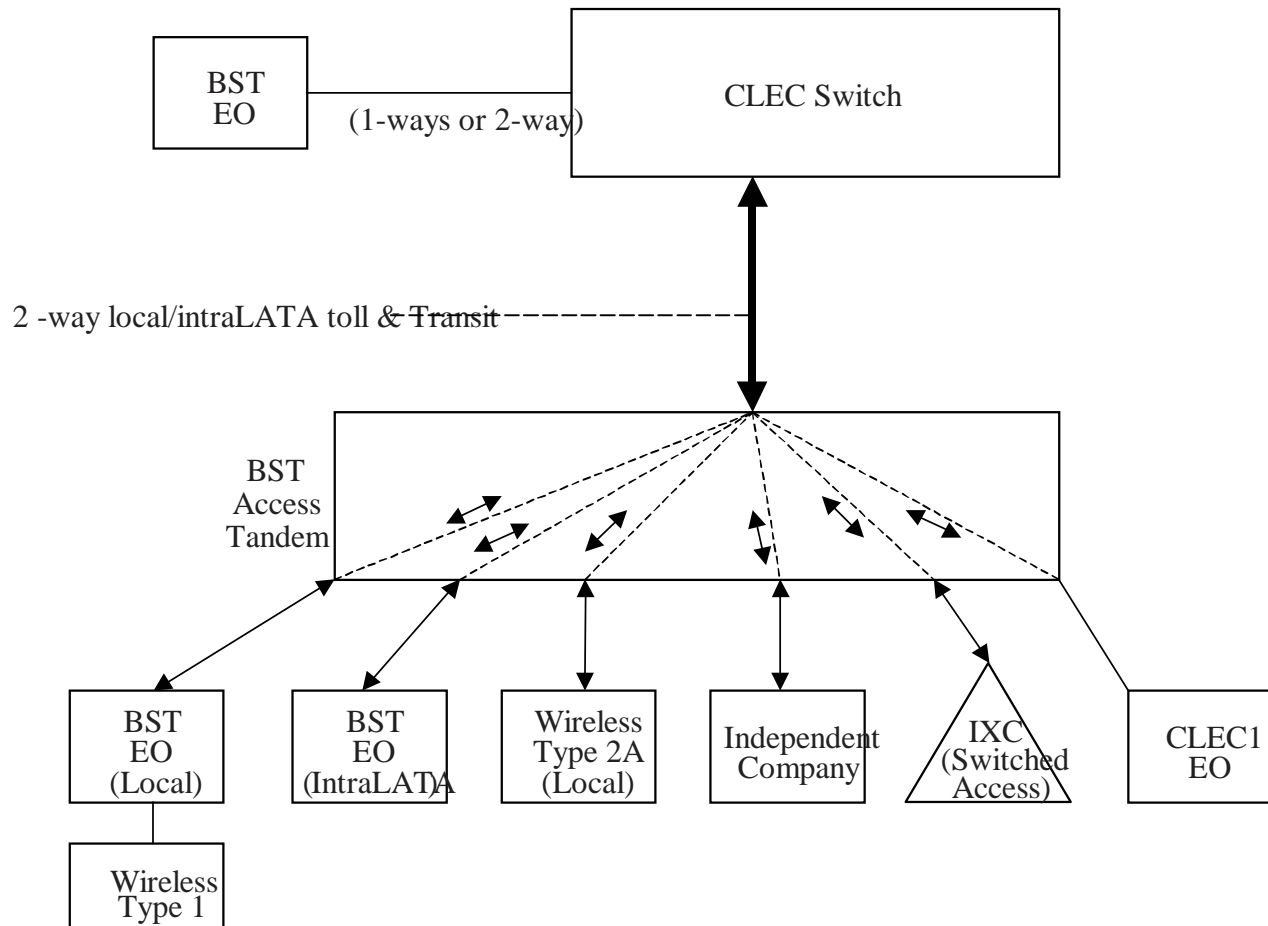 BST
EO
(1-ways or 2-way)
CLEC Switch
2 -way local/intraLATA toll & Transit
BST
Access
Tandem
BST
EO
(Local)
BST
EO
(IntraLAT)A
Wireless
Type 2A
(Local)
Independent
Company
IXC
(Switched
Access)
CLEC1
EO
Wireless
Type 1